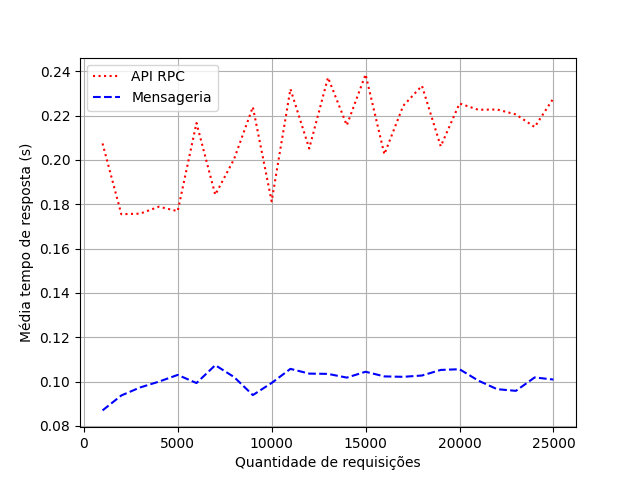 API RPC
Mensageria
Média tempo de resposta (s)
0.24
0.22
0.20
0.18
0.16
0.14
0.12
0.10
0.08
0 5000 10000 15000 20000 25000
Quantidade de requisições